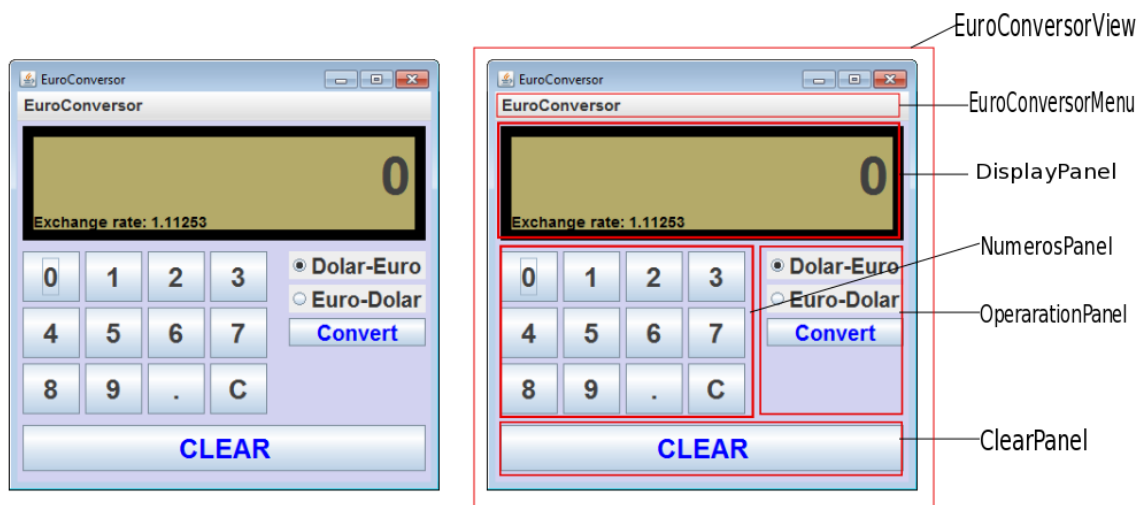 EuroConversor
EuroConversor
0
Exchange rate: 1.11253
0 1 2 3
4 5 6 7
8 9 . C
Dolar-Euro
Euro-Dolar
Convert
CLEAR
EuroConversor
EuroConversor
0
Exchange rate: 1.11253
0 1 2 3
4 5 6 7
8 9 . C
Dolar-Euro
Euro-Dolar
Convert
CLEAR
EuroConversorView
EuroConversorMenu
DisplayPanel
NumerosPanel
OperarationPanel
ClearPanel